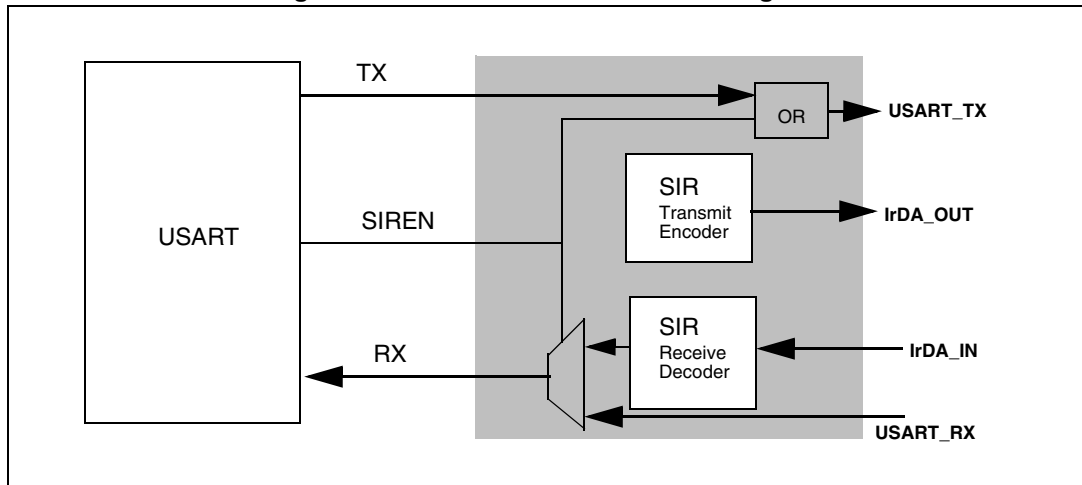 TX
OR
USART_TX
SIR
Transmit
Encoder
IrDA_OUT
USART
SIREN
SIR
Receive
Decoder
IrDA_IN
RX
USART_RX